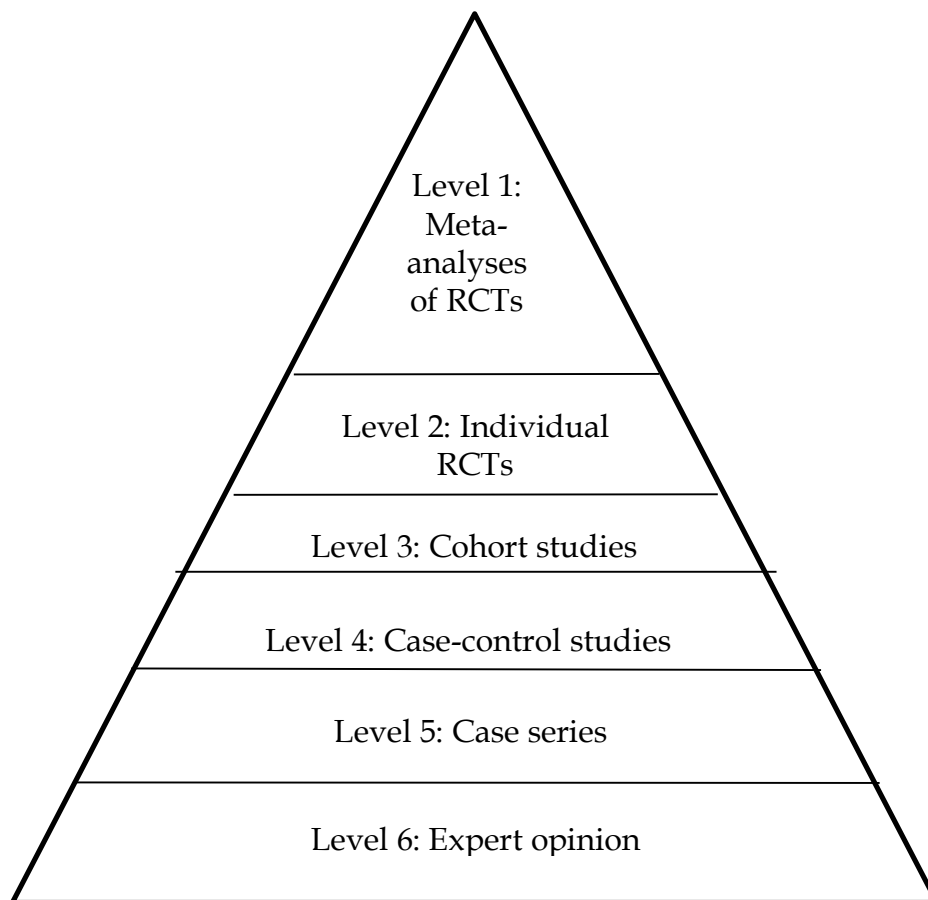 Level 1:
Meta-
analyses
of RCTs
Level 2: Individual
RCTs
Level 3: Cohort studies
Level 4: Case-control studies
Level 5: Case series
Level 6: Expert opinion